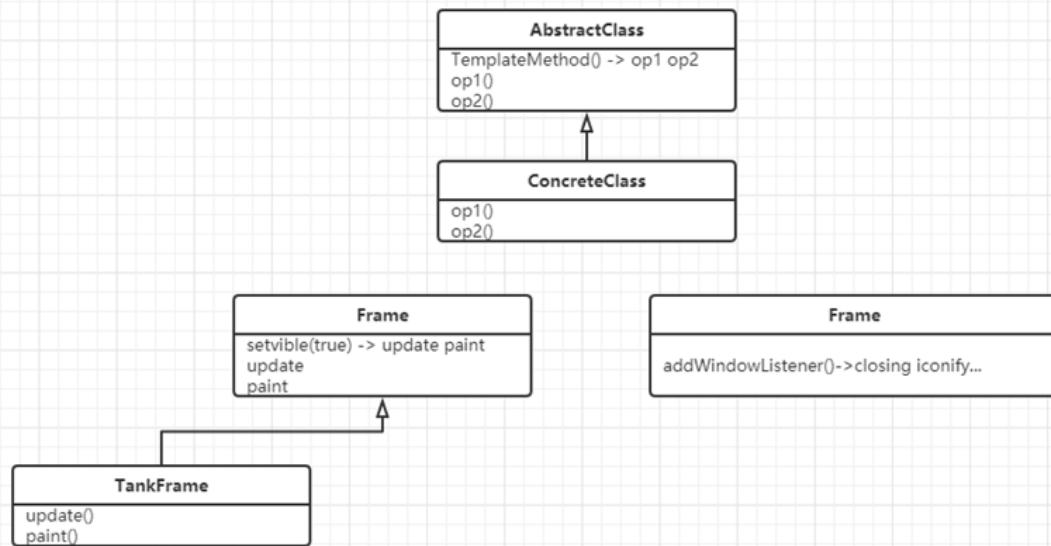 AbstractClass
TemplateMethod() -> op1 op2
op1()
op2()
ConcreteClass
op1()
op2()
Frame
setvible(true) -> update paint
update
paint
Frame
addWindowListener()->closing iconify...
TankFrame
update()
paint()